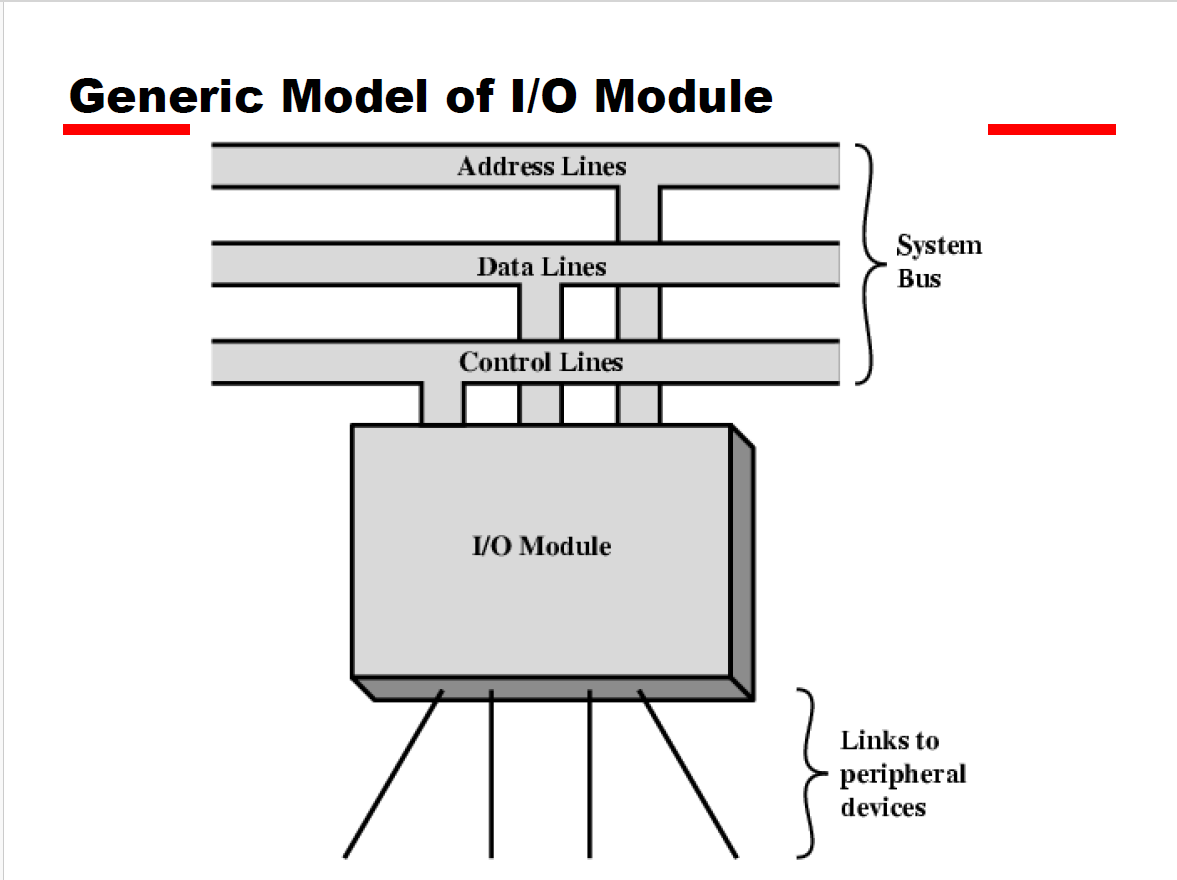 Generic Model of I/O Module
Address Lines
Data Lines
System
Bus
Control Lines
I/O Module
Links to
peripheral
devices